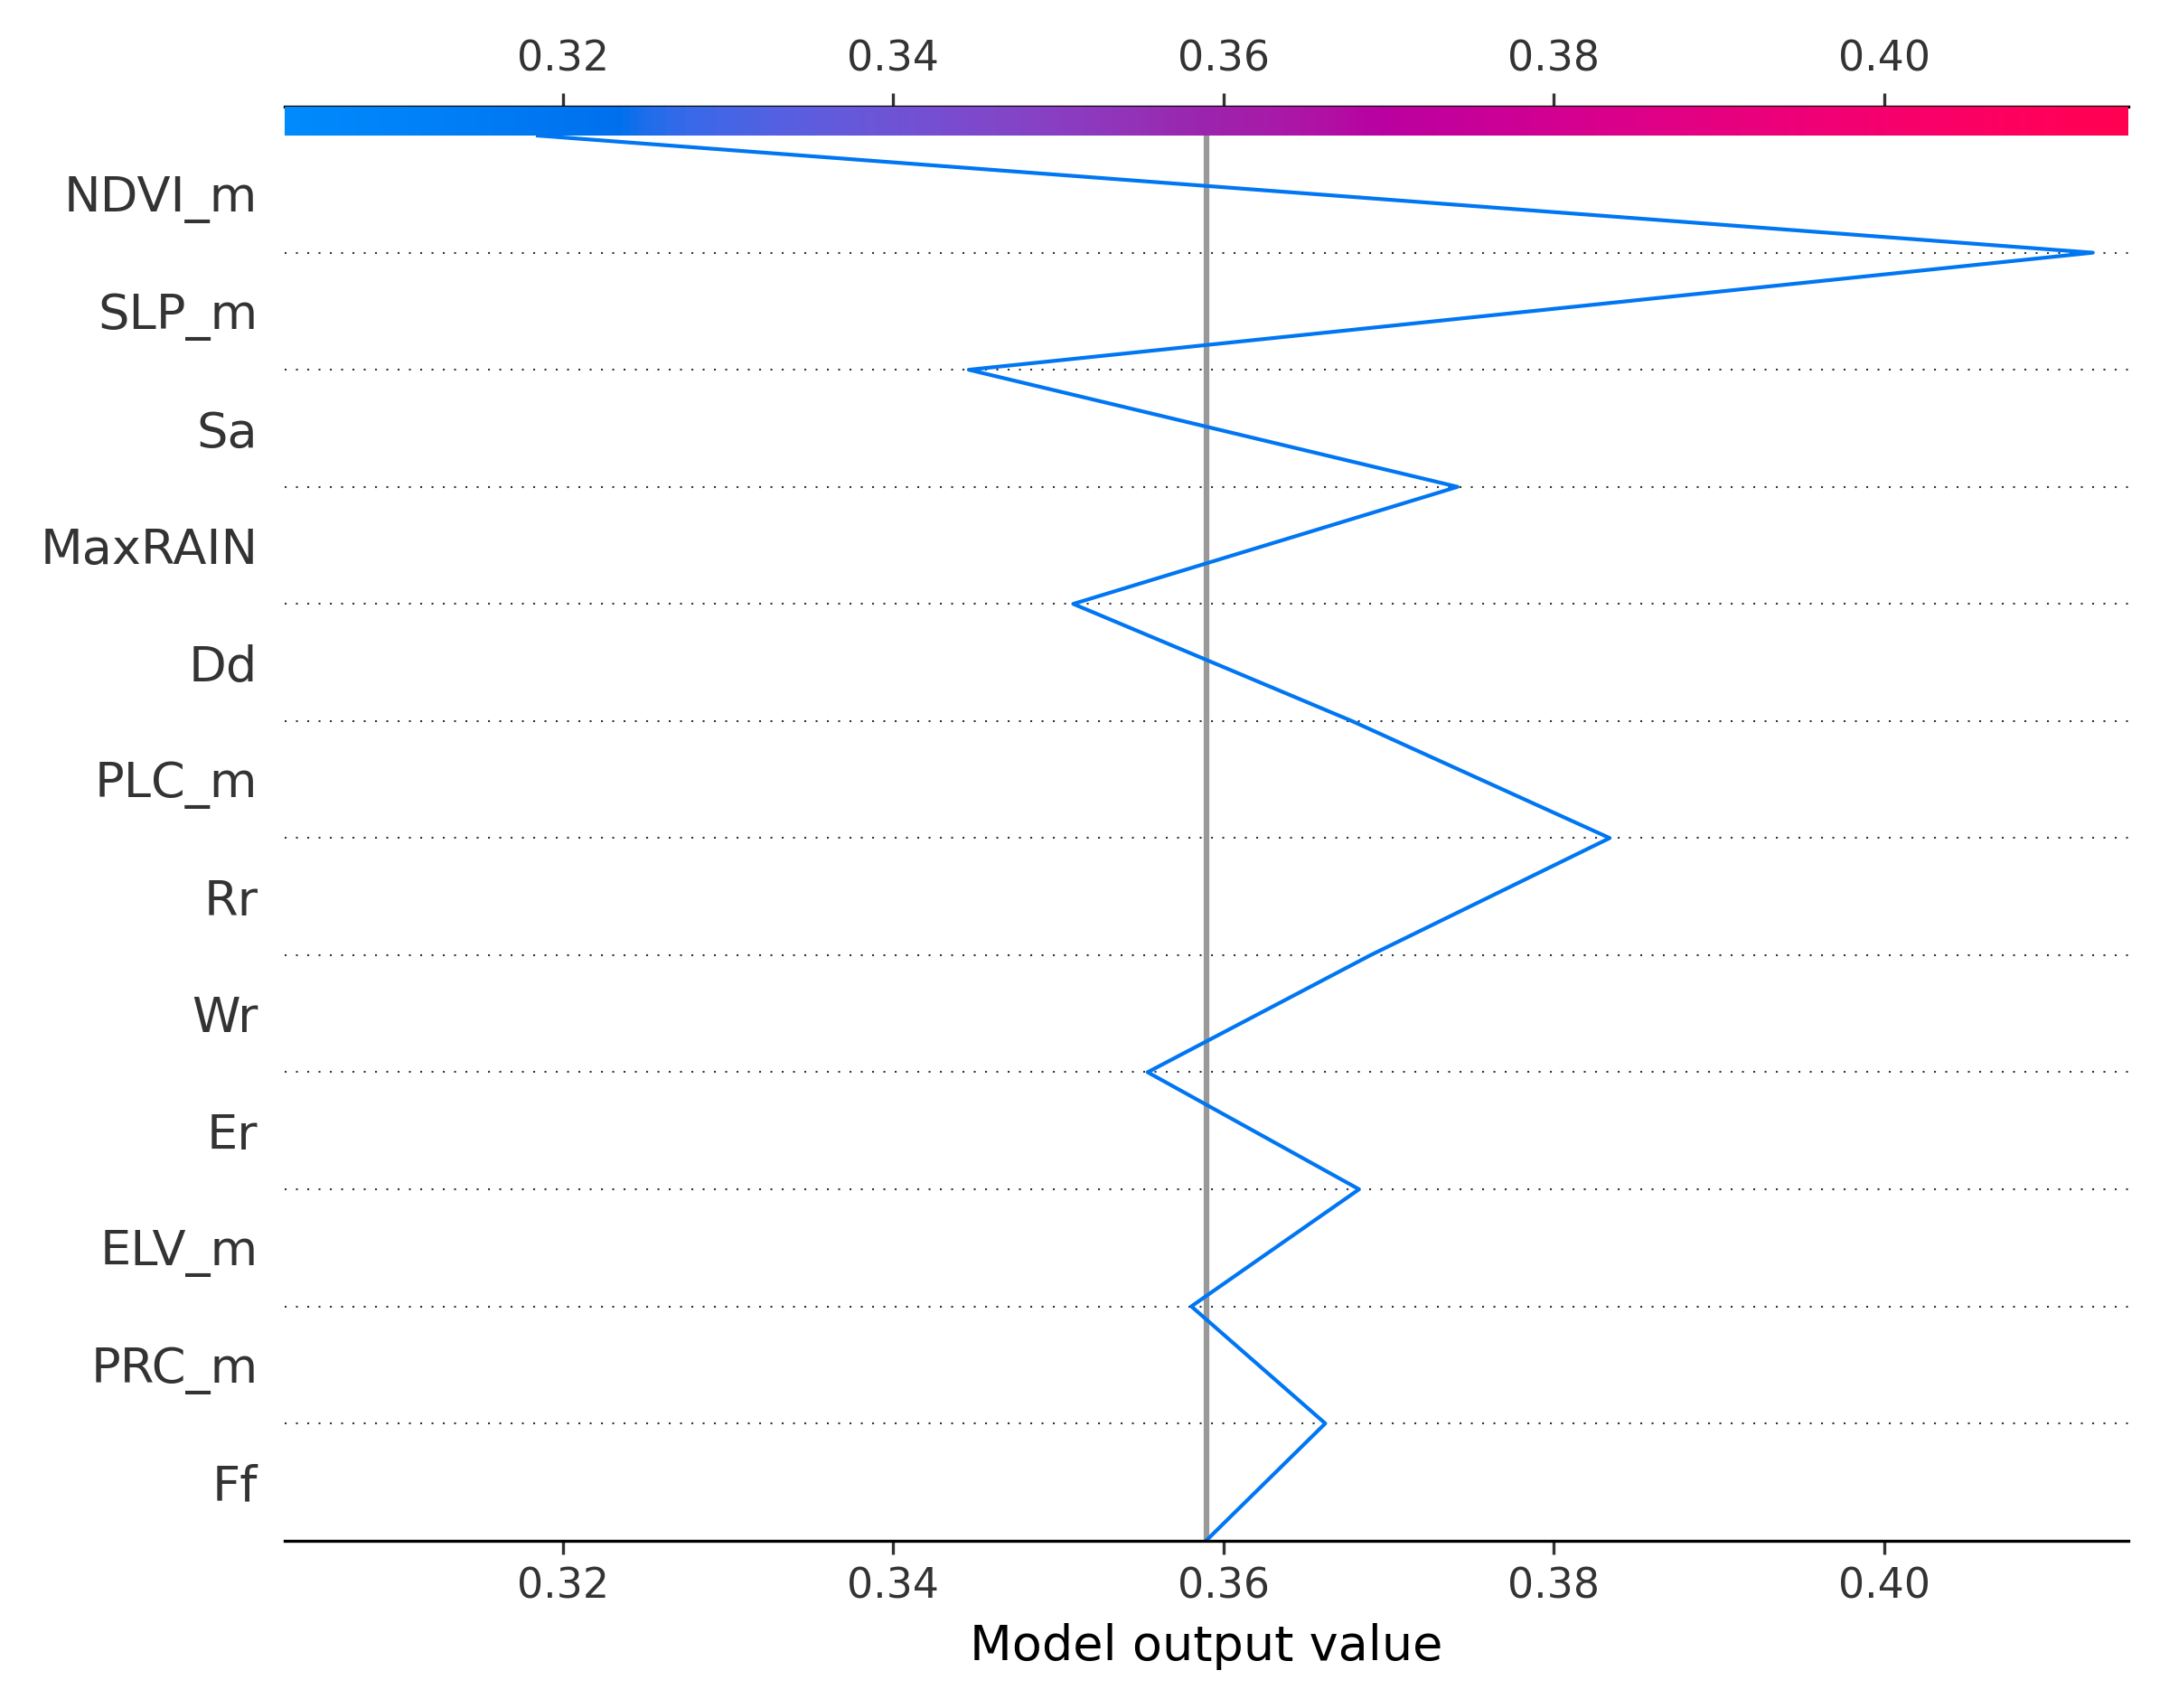 0.32 0.34 0.36 0.38 0.40
NDVI_m
SLP_m
Sa
MaxRAIN
Dd
PLC_m
Rr
Wr
Er
ELV_m
PRC_m
Ff
0.32 0.34 0.36 0.38 0.40
Model output value